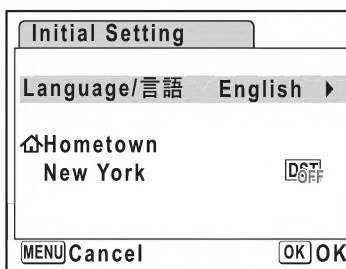 Initial Setting
Language/言語 English
Hometown
New York DST OFF
MENU Cancel OK OK